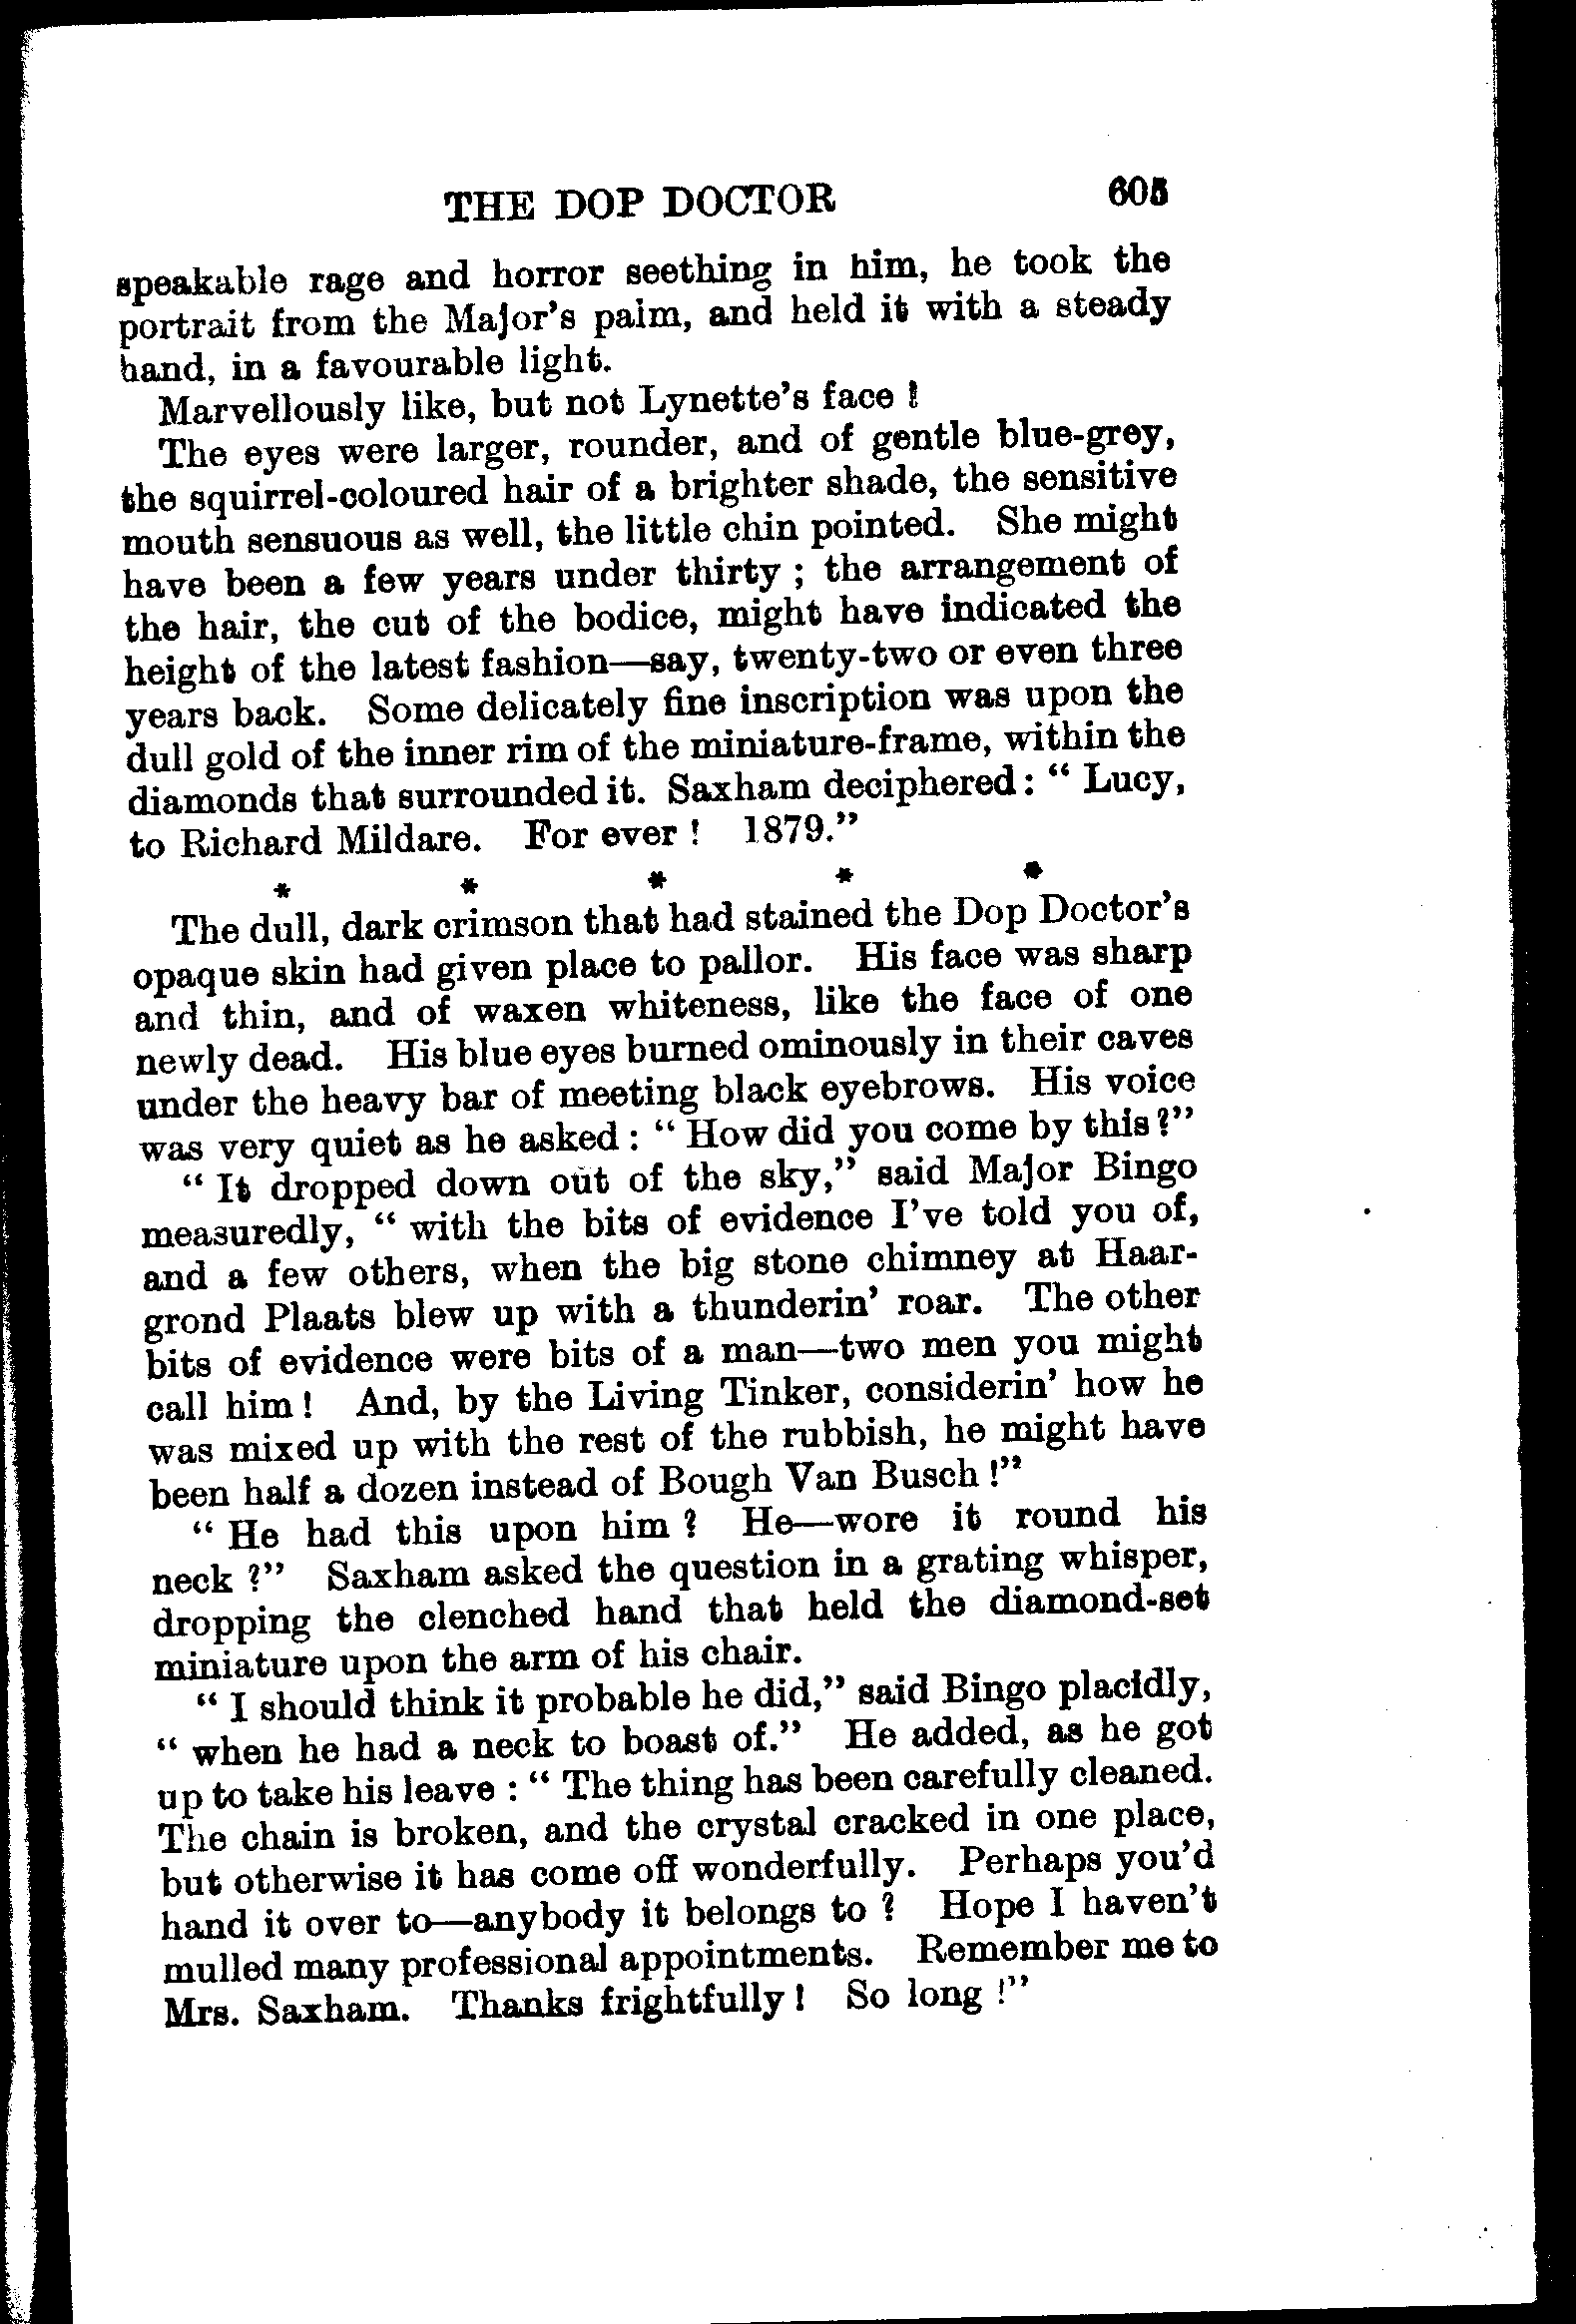 THE DOP DOCTOR 605
speakable rage and horror seething in him, he took the
portrait from the Major's palm, and held it with a steady
hand, in a favourable light.
Marvellously like, but not Lynette's face !
The eyes were larger, rounder, and of gentle blue-grey,
the squirrel-coloured hair of a brighter shade, the sensitive
mouth sensuous as well, the little chin pointed. She might
have been a few years under thirty ; the arrangement of
the hair, the cut of the bodice, might have indicated the
height of the latest fashion—say, twenty-two or even three
years back. Some delicately fine inscription was upon the
dull gold of the inner rim of the miniature-frame, within the
diamonds that surrounded it. Saxham deciphered : “ Lucy,
to Richard Mildare. For ever ! 1879.”
* * * * *
The dull, dark crimson that had stained the Dop Doctor's
opaque skin had given place to pallor. His face was sharp
and thin, and of waxen whiteness, like the face of one
newly dead. His blue eyes burned ominously in their caves
under the heavy bar of meeting black eyebrows. His voice
was very quiet as he asked : “ How did you come by this ?”
“ It dropped down out of the sky,” said Major Bingo
measuredly, “ with the bits of evidence I've told you of,
and a few others, when the big stone chimney at Haar-
grond Plaats blew up with a thunderin' roar. The other
bits of evidence were bits of a man—two men you might
call him ! And, by the Living Tinker, considerin' how he
was mixed up with the rest of the rubbish, he might have
been half a dozen instead of Bough Van Busch !”
“ He had this upon him ? He—wore it round his
neck ?” Saxham asked the question in a grating whisper,
dropping the clenched hand that held the diamond-set
miniature upon the arm of his chair.
“ I should think it probable he did,” said Bingo placidly,
“ when he had a neck to boast of.” He added, as he got
up to take his leave : “ The thing has been carefully cleaned.
The chain is broken, and the crystal cracked in one place,
but otherwise it has come off wonderfully. Perhaps you'd
hand it over to—anybody it belongs to ? Hope I haven't
mulled many professional appointments. Remember me to
Mrs. Saxham. Thanks frightfully ! So long !”